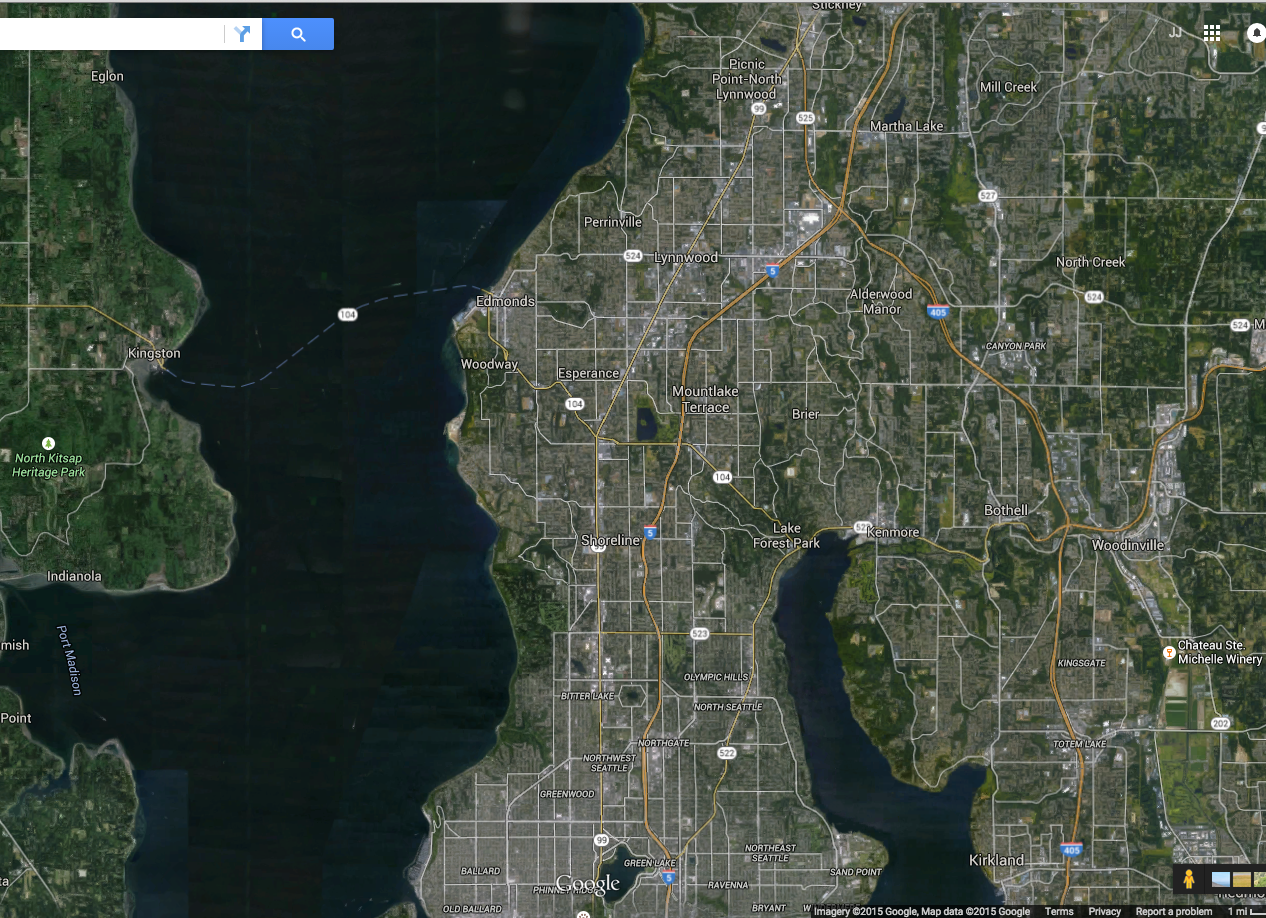 Stickney
JJ
Eglon
Picnic
Point-North
Lynnwood
Mill Creek
99
525
Martha Lake
527
Perrinville
524
Lynnwood
5
North Creek
Edmonds
Alderwood
Manor
524
104
405
524
CANYON PARK
Kingston
Woodway
Esperance
Mountlake
Terrace
104
Brier
North Kitsap
Heritage Park
104
Bothell
5
Lake
Forest Park
Kenmore
Shoreline
99
Woodinville
Indianola
Port Madison
523
mish
Chateau Ste.
Michelle Winery
KINGSGATE
OLYMPIC HILLS
BITTER LAKE
NORTH SEATTLE
Point
202
NORTHGATE
TOTEM LAKE
522
NORTHWEST
SEATTLE
GREENWOOD
99
405
NORTHEAST
SEATTLE
Kirkland
GREEN LAKE
BALLARD
5
SAND POINT
ta
Google
RAVENNA
OLD BALLARD
BRYANT
Imagery ©2015 Google, Map data ©2015 Google
Terms
Privacy
Report a problem
1 mi